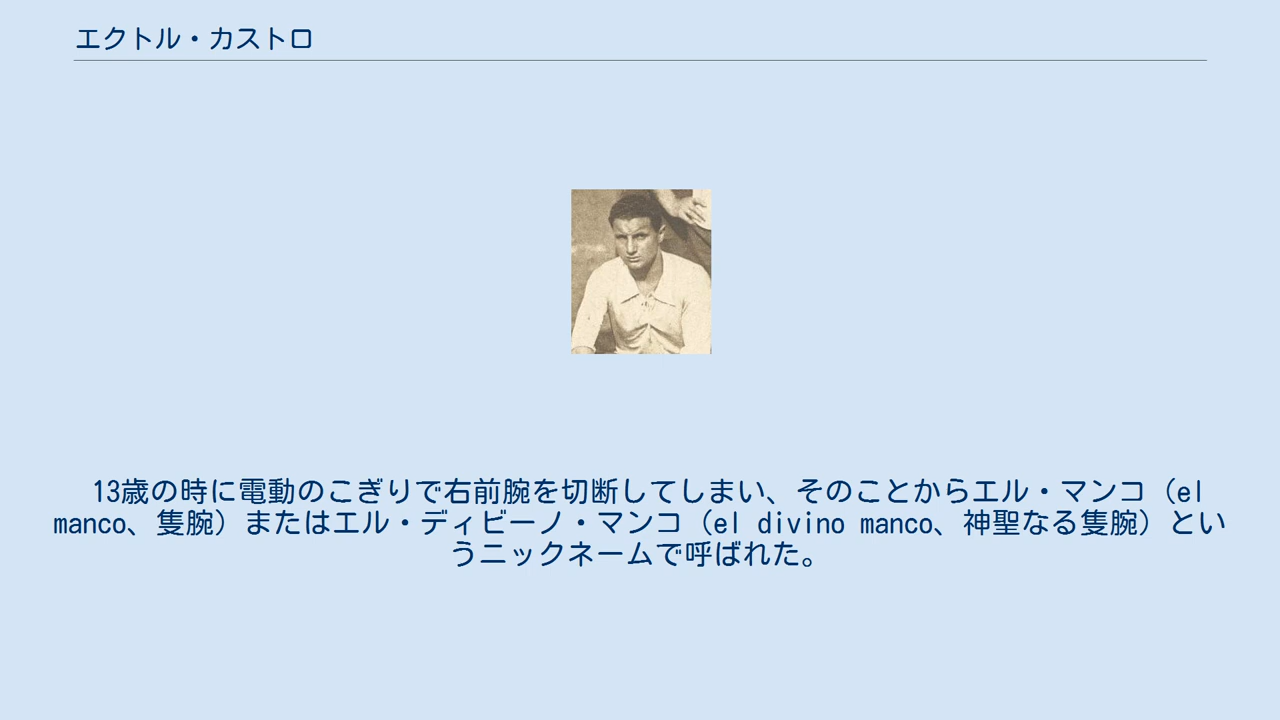 エクトル・カストロ
13歳の時に電動のこぎりで右前腕を切断してしまい、そのことからエル・マンコ（el
manco、隻腕）またはエル・ディビーノ・マンコ（el divino manco、神聖なる隻腕）とい
うニックネームで呼ばれた。